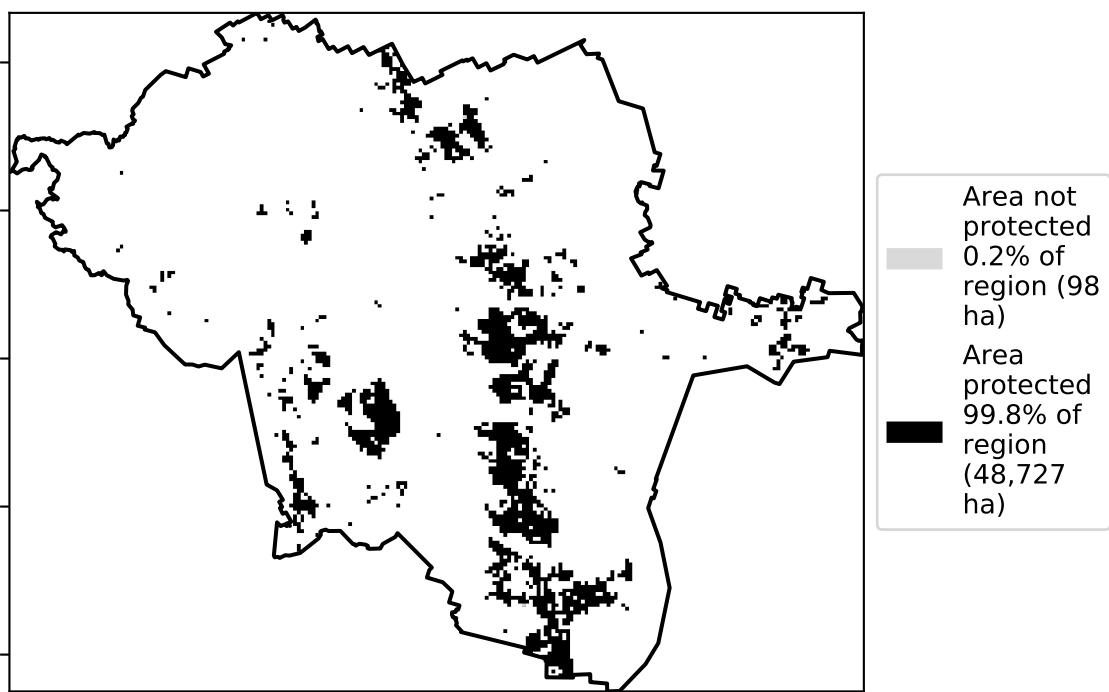 Area not
protected
0.2% of
region (98
ha)
Area
protected
99.8% of
region
(48,727
ha)